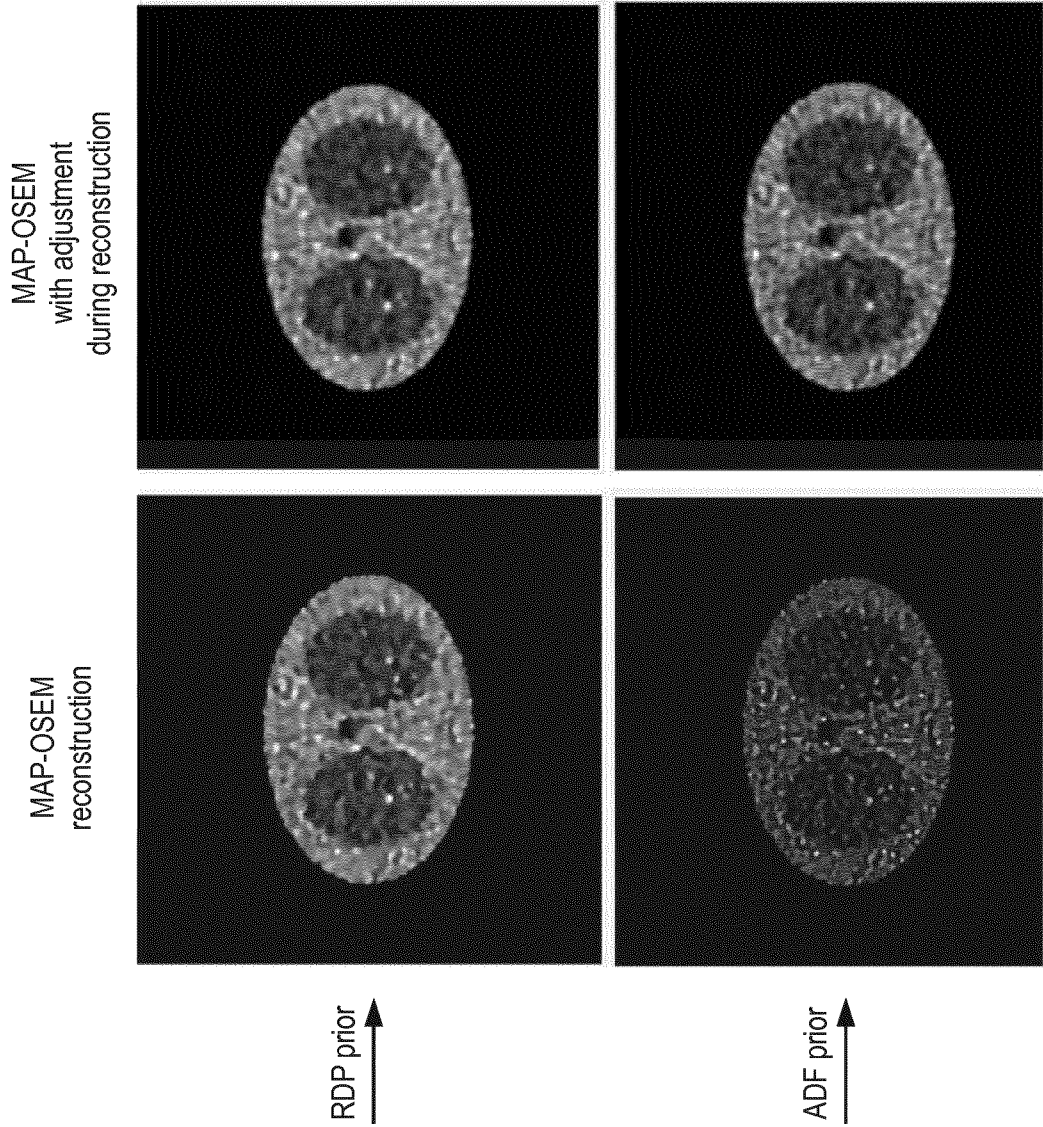 MAP-OSEM
reconstruction
MAP-OSEM
with adjustment
during reconstruction
RDP prior
ADF prior